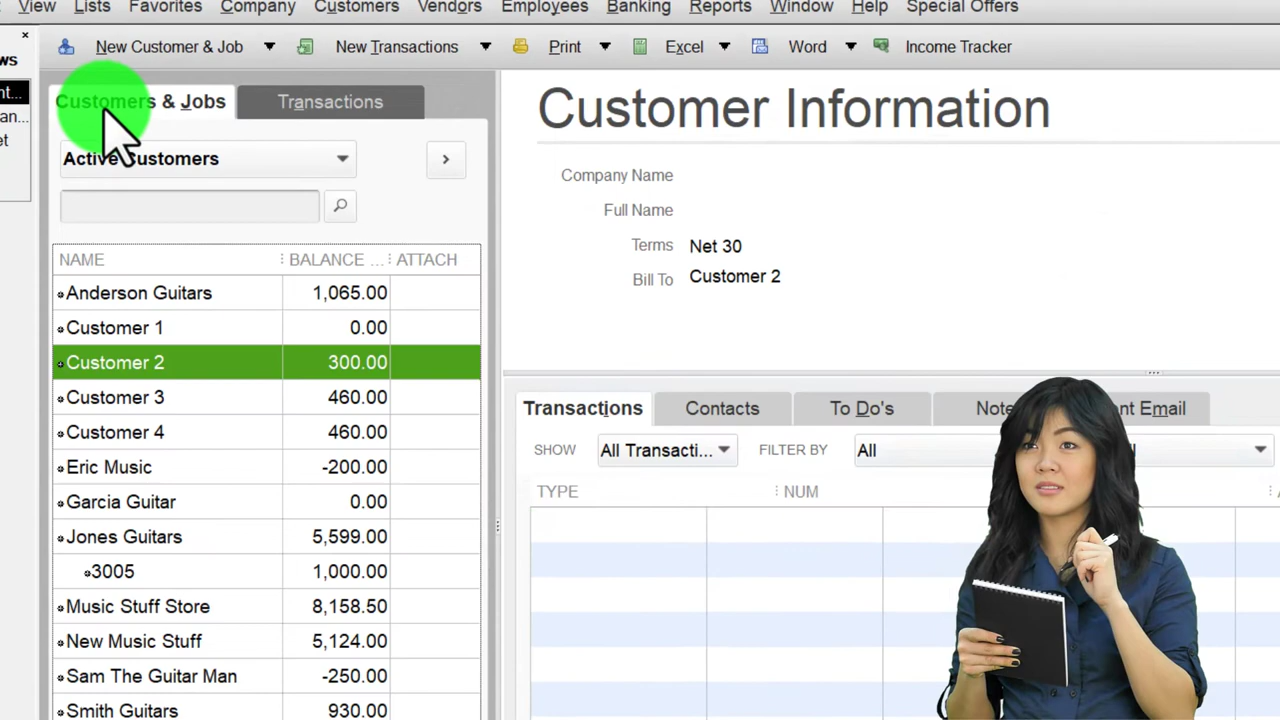 View Lists Favorites Company Customers Vendors Employees Banking Reports Window Help Special Offers
New Customer & Job New Transactions Print Excel Word Income Tracker
Customers & Jobs Transactions
Active Customers
NAME BALANCE ... ATTACH
Anderson Guitars 1,065.00
Customer 1 0.00
Customer 2 300.00
Customer 3 460.00
Customer 4 460.00
Eric Music -200.00
Garcia Guitar 0.00
Jones Guitars 5,599.00
3005 1,000.00
Music Stuff Store 8,158.50
New Music Stuff 5,124.00
Sam The Guitar Man -250.00
Smith Guitars 930.00
Customer Information
Company Name
Full Name
Terms Net 30
Bill To Customer 2
Transactions Contacts To Do's Email
SHOW All Transacti... FILTER BY All
TYPE NUM